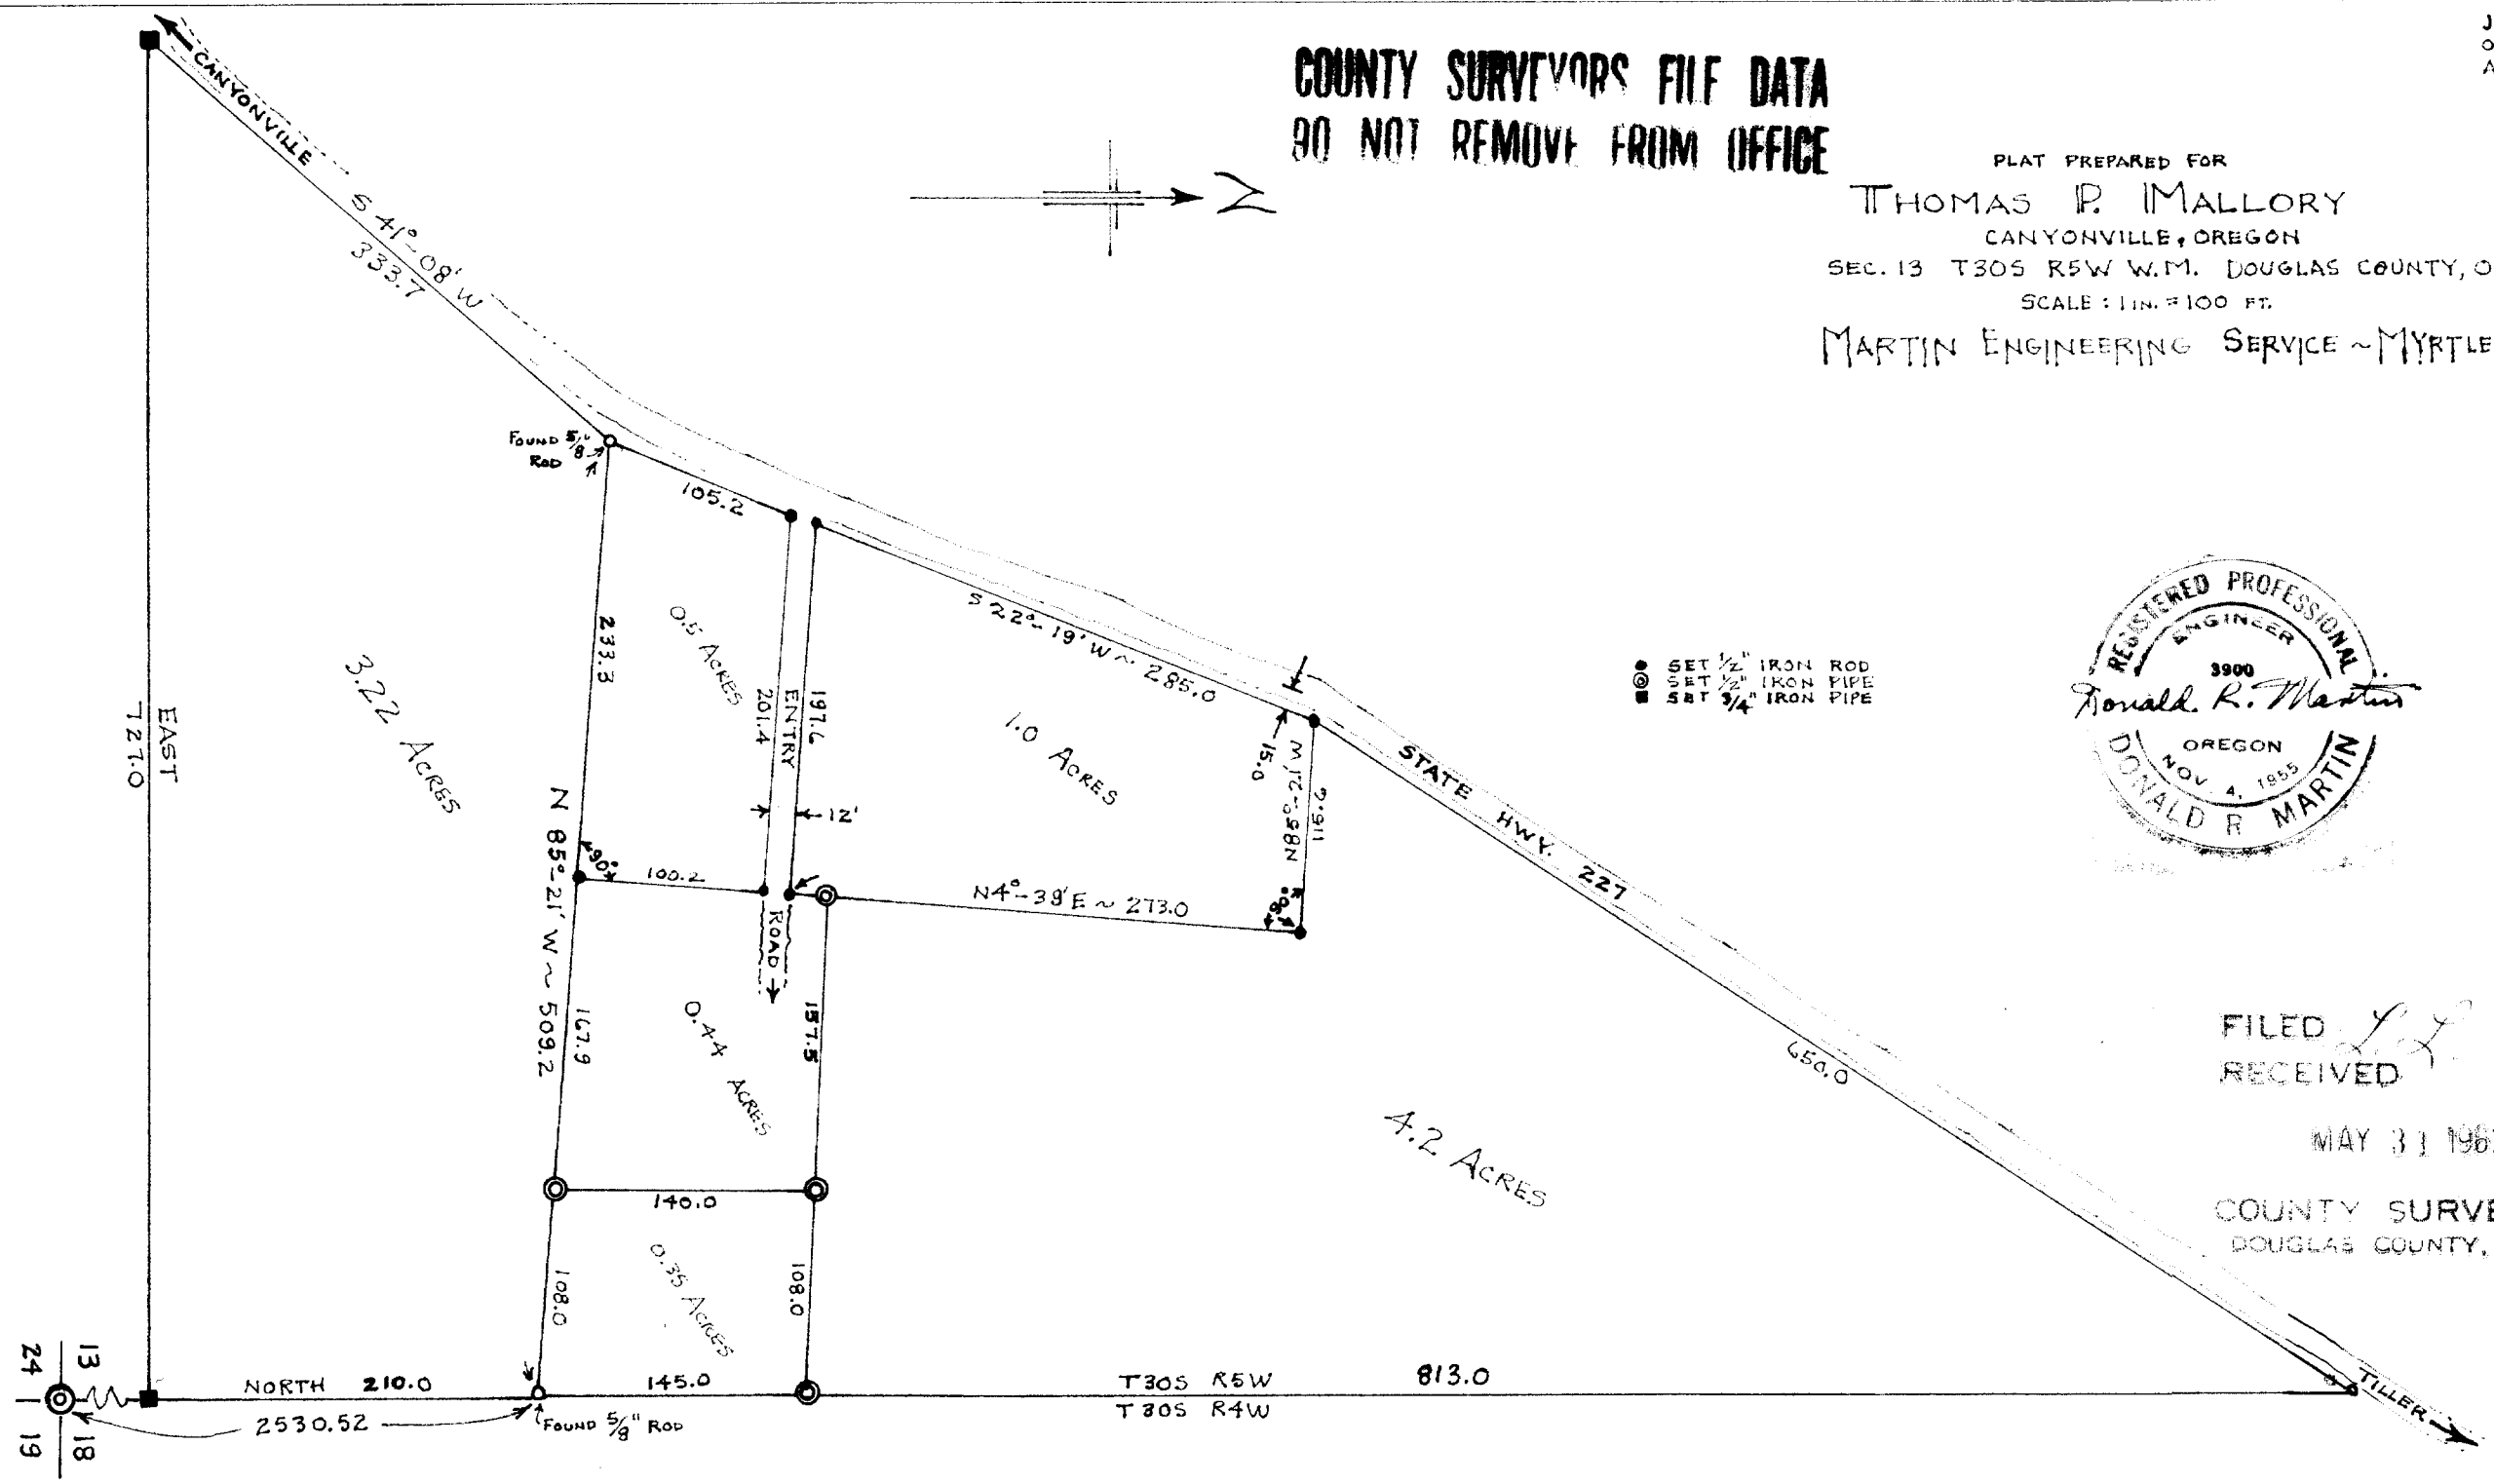 COUNTY SURVEYORS FILE DATA
DO NOT REMOVE FROM OFFICE
PLAT PREPARED FOR
THOMAS P. MALLORY
CANYONVILLE, OREGON
SEC. 13 T30S R5W W.M. DOUGLAS COUNTY, O
SCALE : 1 IN. = 100 FT.
MARTIN ENGINEERING SERVICE ~ MYRTLE
J
O
A
N
CANYONVILLE
S 41°-08' W
333.7
FOUND 5/8"
ROD
105.2
S 22°-19' W ~ 285.0
15.0
STATE HWY. 227
650.0
TILLER
EAST
727.0
3.22 ACRES
233.3
0.5 ACRES
201.4
ENTRY
197.6
12'
1.0 ACRES
N85°-21'W
115.9
90°
N 85°-21' W ~ 509.2
90°
100.2
ROAD
N4°-39'E ~ 273.0
167.9
0.44 ACRES
157.5
140.0
108.0
0.35 ACRES
108.0
4.2 ACRES
NORTH 210.0
145.0
T30S R5W
813.0
T30S R4W
2530.52
FOUND 5/8" ROD
13
24
18
19
SET 1/2" IRON ROD
SET 1/2" IRON PIPE
SET 3/4" IRON PIPE
REGISTERED PROFESSIONAL
ENGINEER
3900
Donald R. Martin
OREGON
NOV. 4, 1955
DONALD R MARTIN
FILED L.L.
RECEIVED
MAY 31 196
COUNTY SURVE
DOUGLAS COUNTY,